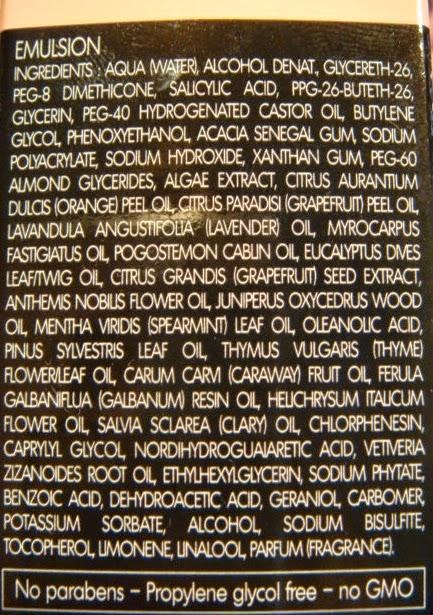 EMULSION
INGREDIENTS : AQUA (WATER), ALCOHOL DENAT., GLYCERETH-26,
PEG-8 DIMETHICONE, SALICYLIC ACID, PPG-26-BUTETH-26,
GLYCERIN, PEG-40 HYDROGENATED CASTOR OIL, BUTYLENE
GLYCOL, PHENOXYETHANOL, ACACIA SENEGAL GUM, SODIUM
POLYACRYLATE, SODIUM HYDROXIDE, XANTHAN GUM, PEG-60
ALMOND GLYCERIDES, ALGAE EXTRACT, CITRUS AURANTIUM
DULCIS (ORANGE) PEEL OIL, CITRUS PARADISI (GRAPEFRUIT) PEEL OIL,
LAVANDULA ANGUSTIFOLIA (LAVENDER) OIL, MYROCARPUS
FASTIGIATUS OIL, POGOSTEMON CABLIN OIL, EUCALYPTUS DIVES
LEAF/TWIG OIL, CITRUS GRANDIS (GRAPEFRUIT) SEED EXTRACT,
ANTHEMIS NOBILIS FLOWER OIL, JUNIPERUS OXYCEDRUS WOOD
OIL, MENTHA VIRIDIS (SPEARMINT) LEAF OIL, OLEANOLIC ACID,
PINUS SYLVESTRIS LEAF OIL, THYMUS VULGARIS (THYME)
FLOWER/LEAF OIL, CARUM CARVI (CARAWAY) FRUIT OIL, FERULA
GALBANIFLUA (GALBANUM) RESIN OIL, HELICHRYSUM ITALICUM
FLOWER OIL, SALVIA SCLAREA (CLARY) OIL, CHLORPHENESIN,
CAPRYLYL GLYCOL, NORDIHYDROGUAIARETIC ACID, VETIVERIA
ZIZANOIDES ROOT OIL, ETHYLHEXYLGLYCERIN, SODIUM PHYTATE,
BENZOIC ACID, DEHYDROACETIC ACID, GERANIOL, CARBOMER,
POTASSIUM SORBATE, ALCOHOL, SODIUM BISULFITE,
TOCOPHEROL, LIMONENE, LINALOOL, PARFUM (FRAGRANCE).
No parabens – Propylene glycol free – no GMO